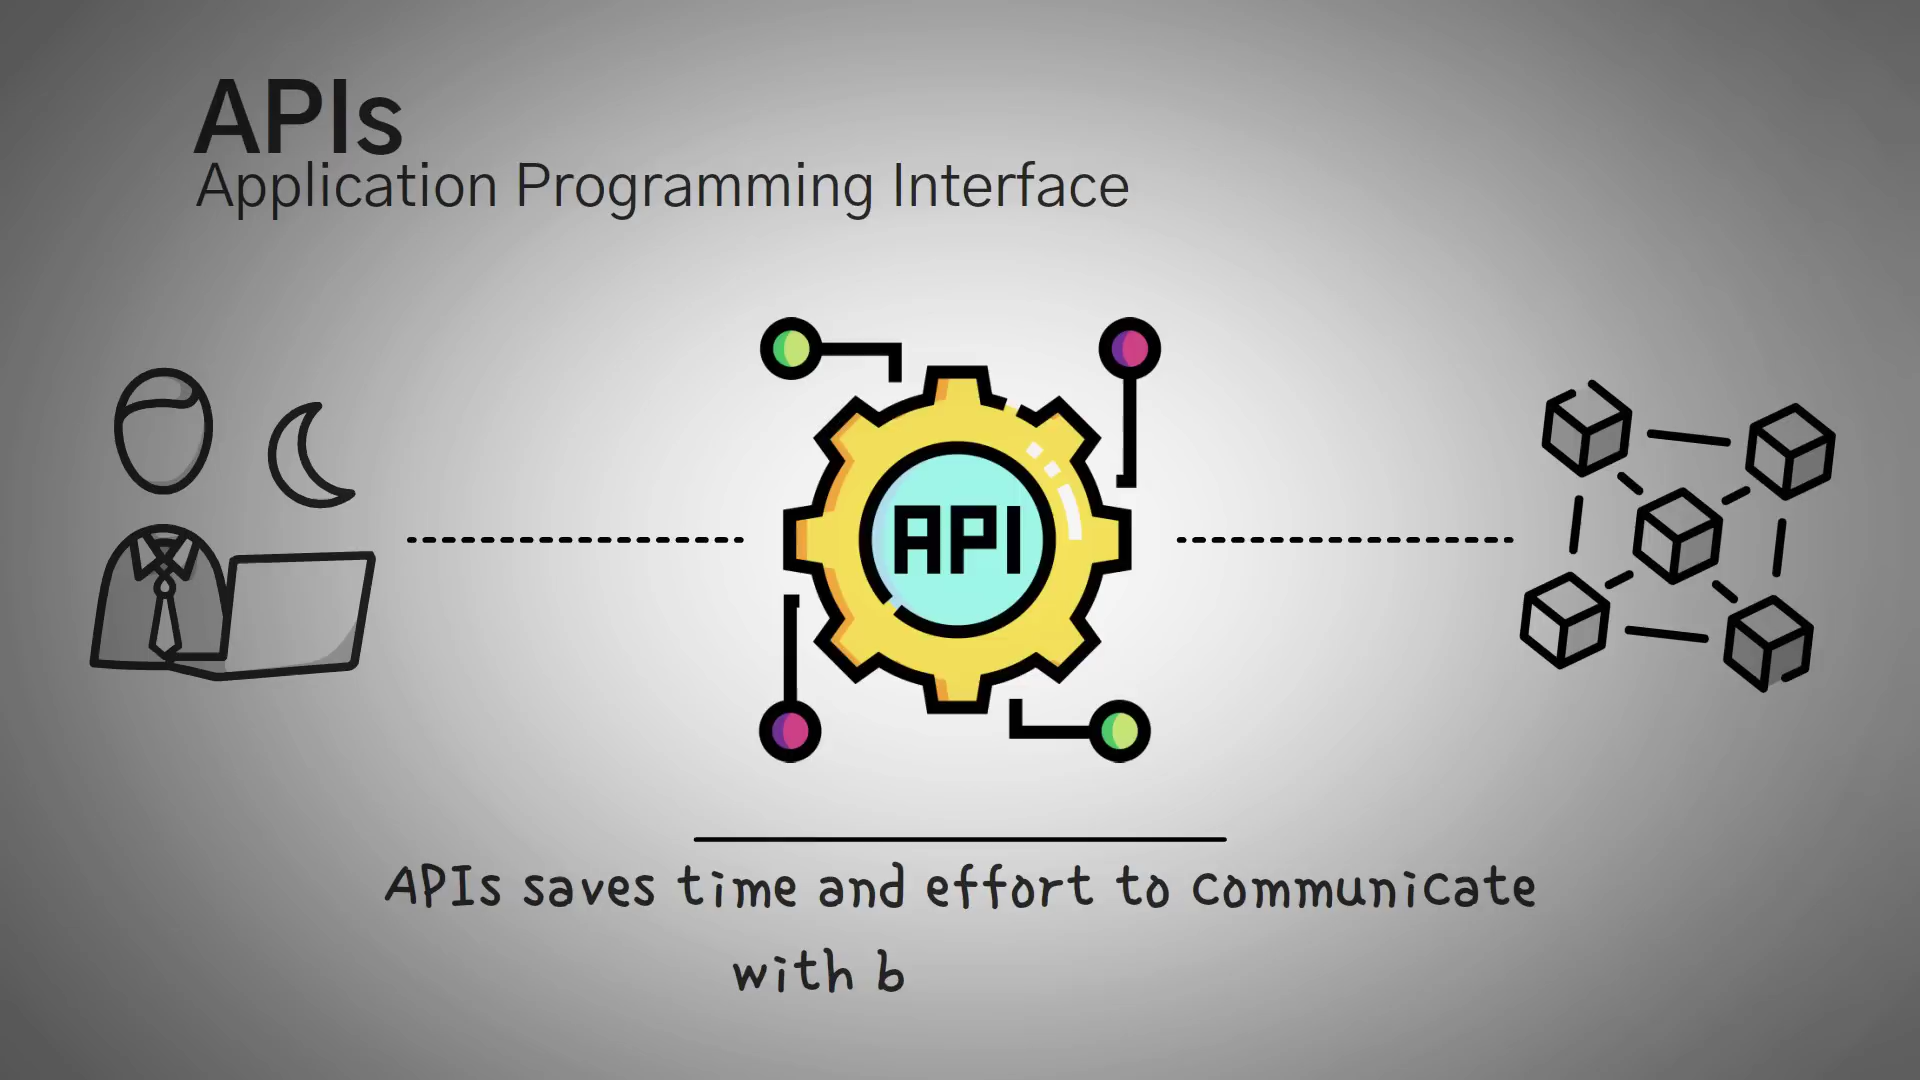 APIs
Application Programming Interface
API
APIs saves time and effort to communicate
with b